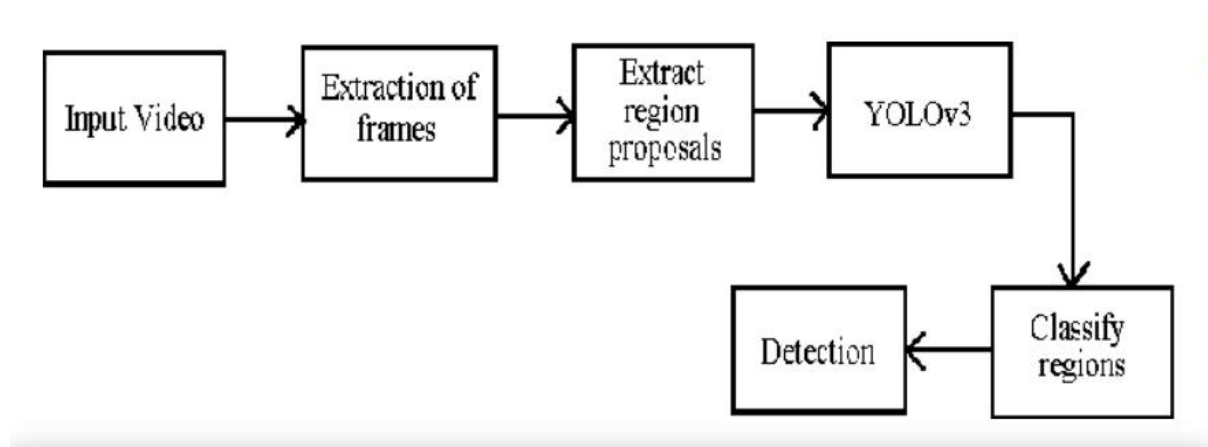 Input Video
Extraction of
frames
Extract
region
proposals
YOLOv3
Classify
regions
Detection